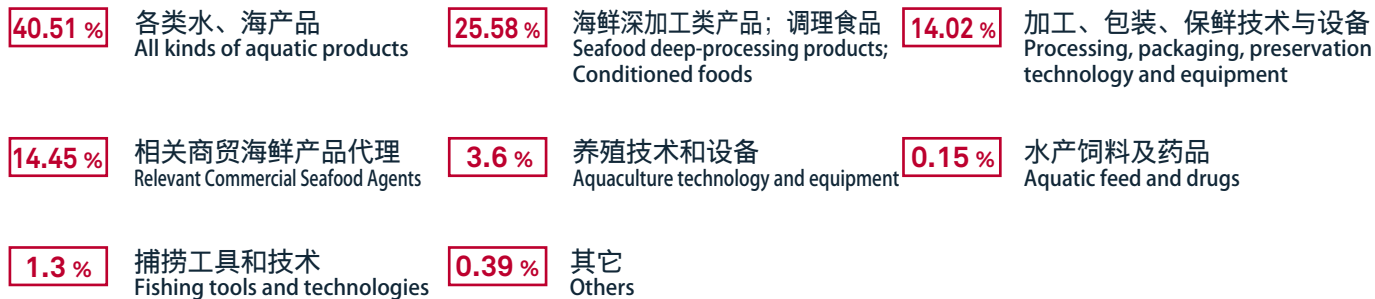 40.51 %
各类水、海产品
All kinds of aquatic products
25.58 %
海鲜深加工类产品；调理食品
Seafood deep-processing products;
Conditioned foods
14.02 %
加工、包装、保鲜技术与设备
Processing, packaging, preservation
technology and equipment
14.45 %
相关商贸海鲜产品代理
Relevant Commercial Seafood Agents
3.6 %
养殖技术和设备
Aquaculture technology and equipment
0.15 %
水产饲料及药品
Aquatic feed and drugs
1.3 %
捕捞工具和技术
Fishing tools and technologies
0.39 %
其它
Others